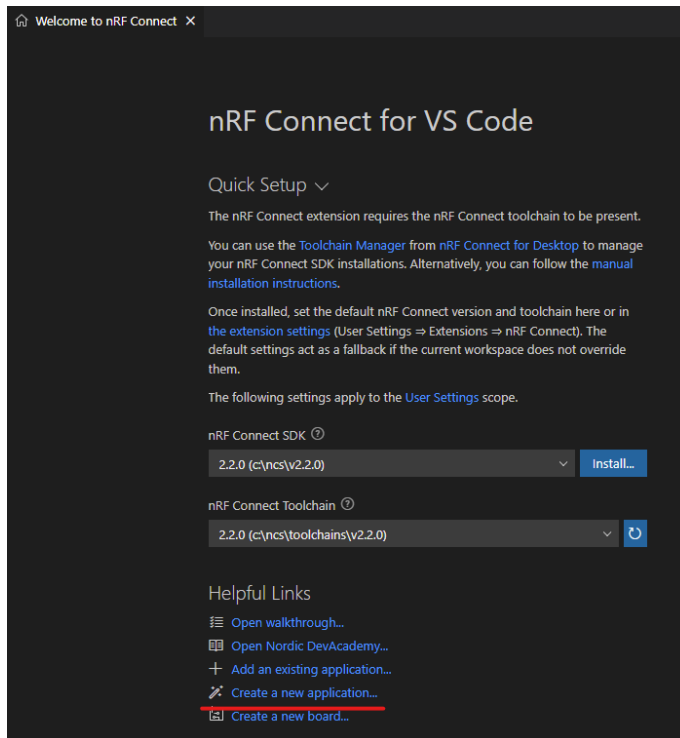 Welcome to nRF Connect
nRF Connect for VS Code
Quick Setup
The nRF Connect extension requires the nRF Connect toolchain to be present.
You can use the Toolchain Manager from nRF Connect for Desktop to manage
your nRF Connect SDK installations. Alternatively, you can follow the manual
installation instructions.
Once installed, set the default nRF Connect version and toolchain here or in
the extension settings (User Settings ⇒ Extensions ⇒ nRF Connect). The
default settings act as a fallback if the current workspace does not override
them.
The following settings apply to the User Settings scope.
nRF Connect SDK
2.2.0 (c:\ncs\v2.2.0)
Install...
nRF Connect Toolchain
2.2.0 (c:\ncs\toolchains\v2.2.0)
Helpful Links
Open walkthrough...
Open Nordic DevAcademy...
Add an existing application...
Create a new application...
Create a new board...